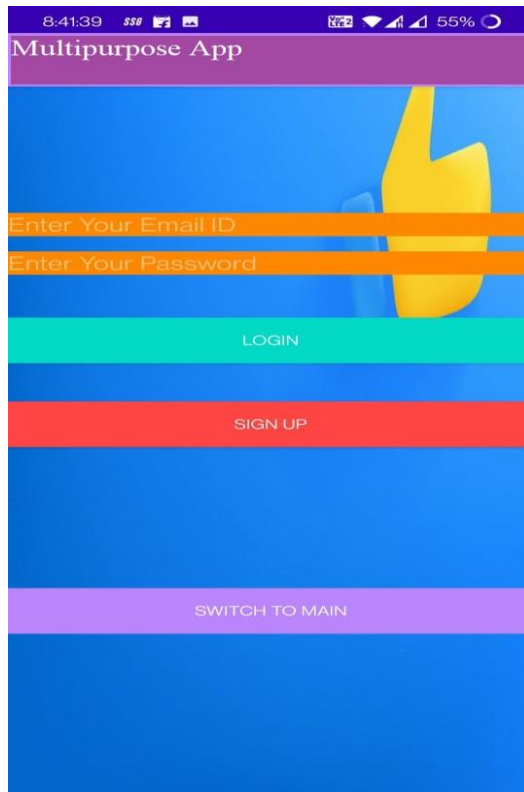 8:41:39 55%
Multipurpose App
Enter Your Email ID
Enter Your Password
LOGIN
SIGN UP
SWITCH TO MAIN